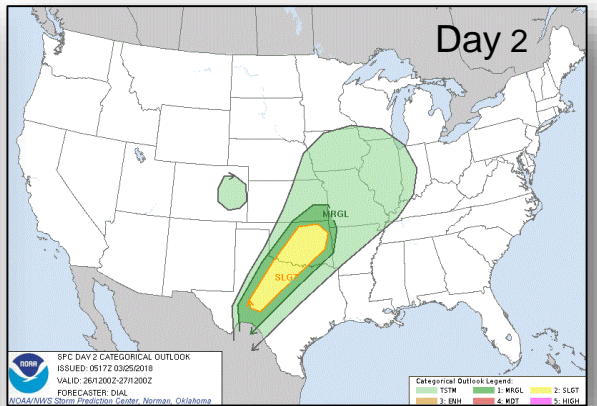 Day 2
MRGL
SLGT
NOAA
SPC DAY 2 CATEGORICAL OUTLOOK
ISSUED: 0517Z 03/25/2018
VALID: 26/1200Z-27/1200Z
FORECASTER: DIAL
NOAA/NWS Storm Prediction Center, Norman, Oklahoma
Categorical Outlook Legend:
TSTM 1: MRGL 2: SLGT
3: ENH 4: MDT 5: HIGH